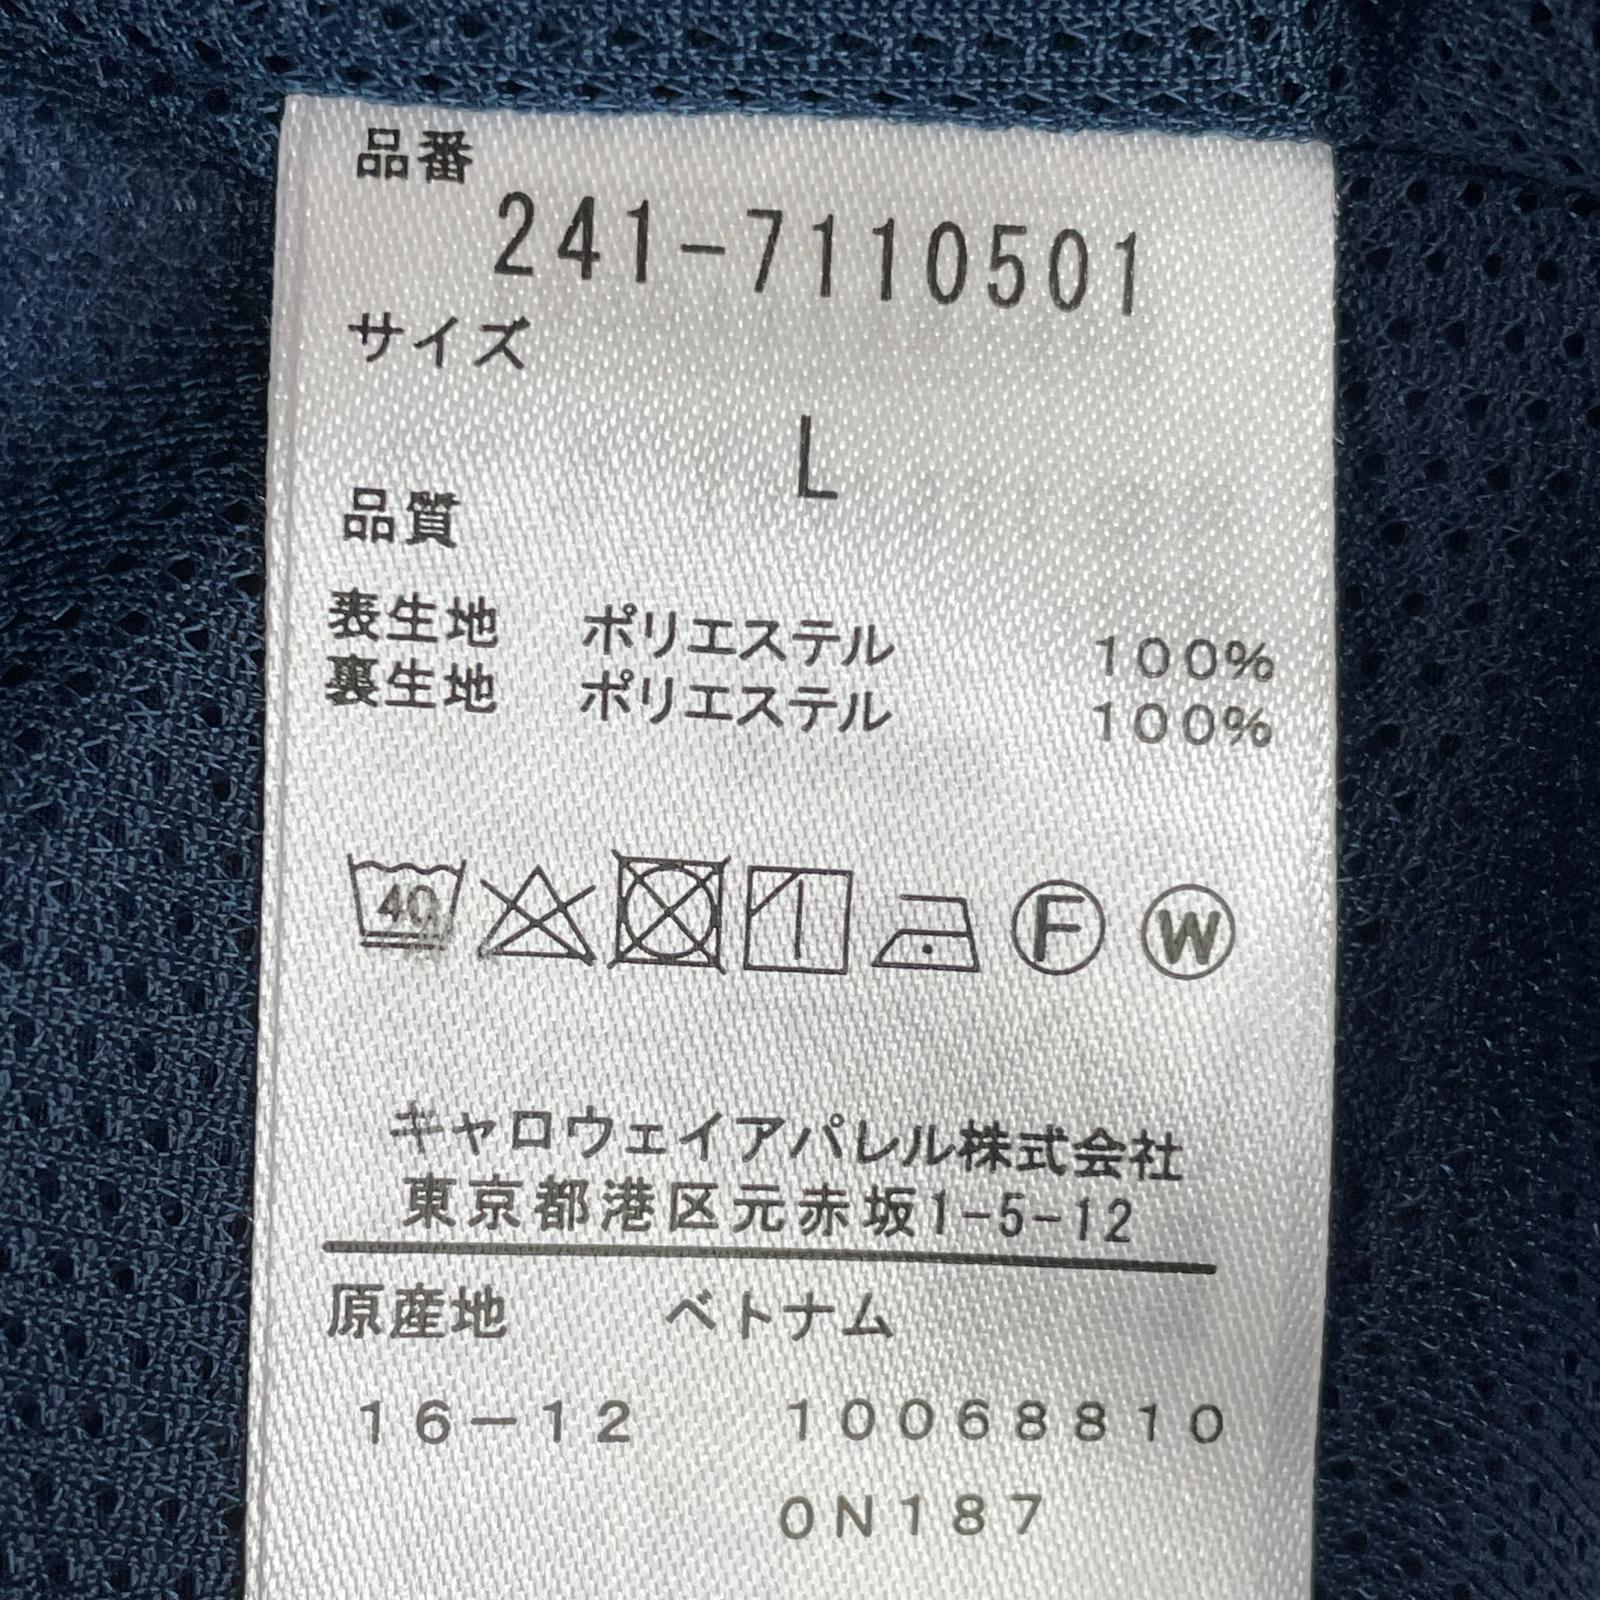 品番
241-7110501
サイズ
L
品質
表生地 ポリエステル 100%
裏生地 ポリエステル 100%
40 F W
キャロウェイアパレル株式会社
東京都港区元赤坂1-5-12
原産地 ベトナム
16-12 10068810
0N187